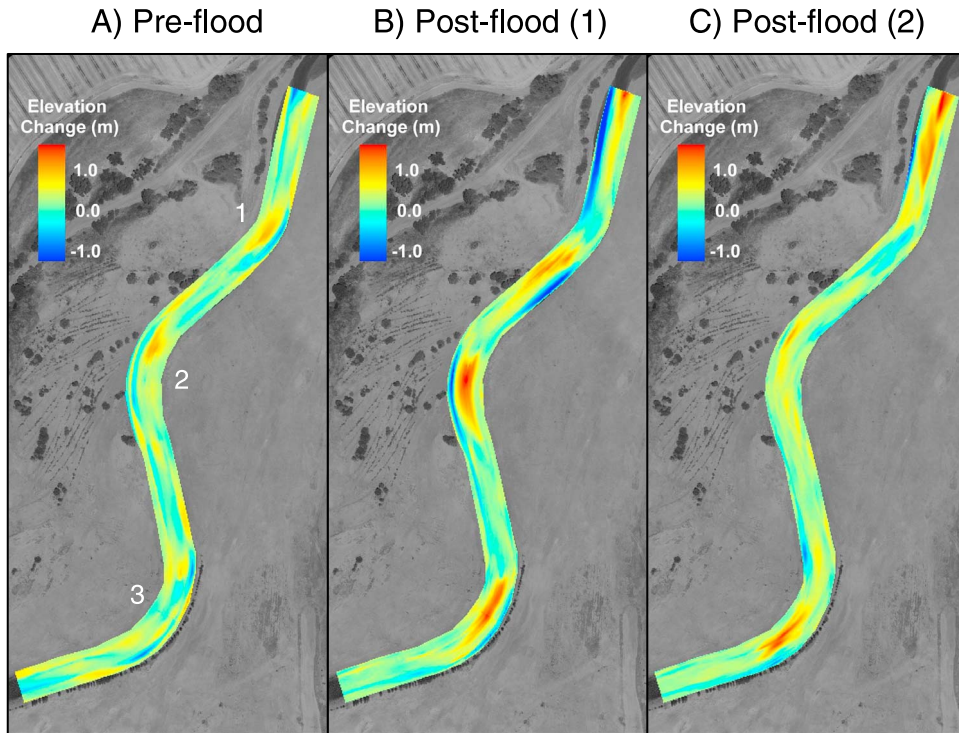 A) Pre-flood
B) Post-flood (1)
C) Post-flood (2)
Elevation
Change (m)
1.0
0.0
-1.0
1
2
3
Elevation
Change (m)
1.0
0.0
-1.0
Elevation
Change (m)
1.0
0.0
-1.0